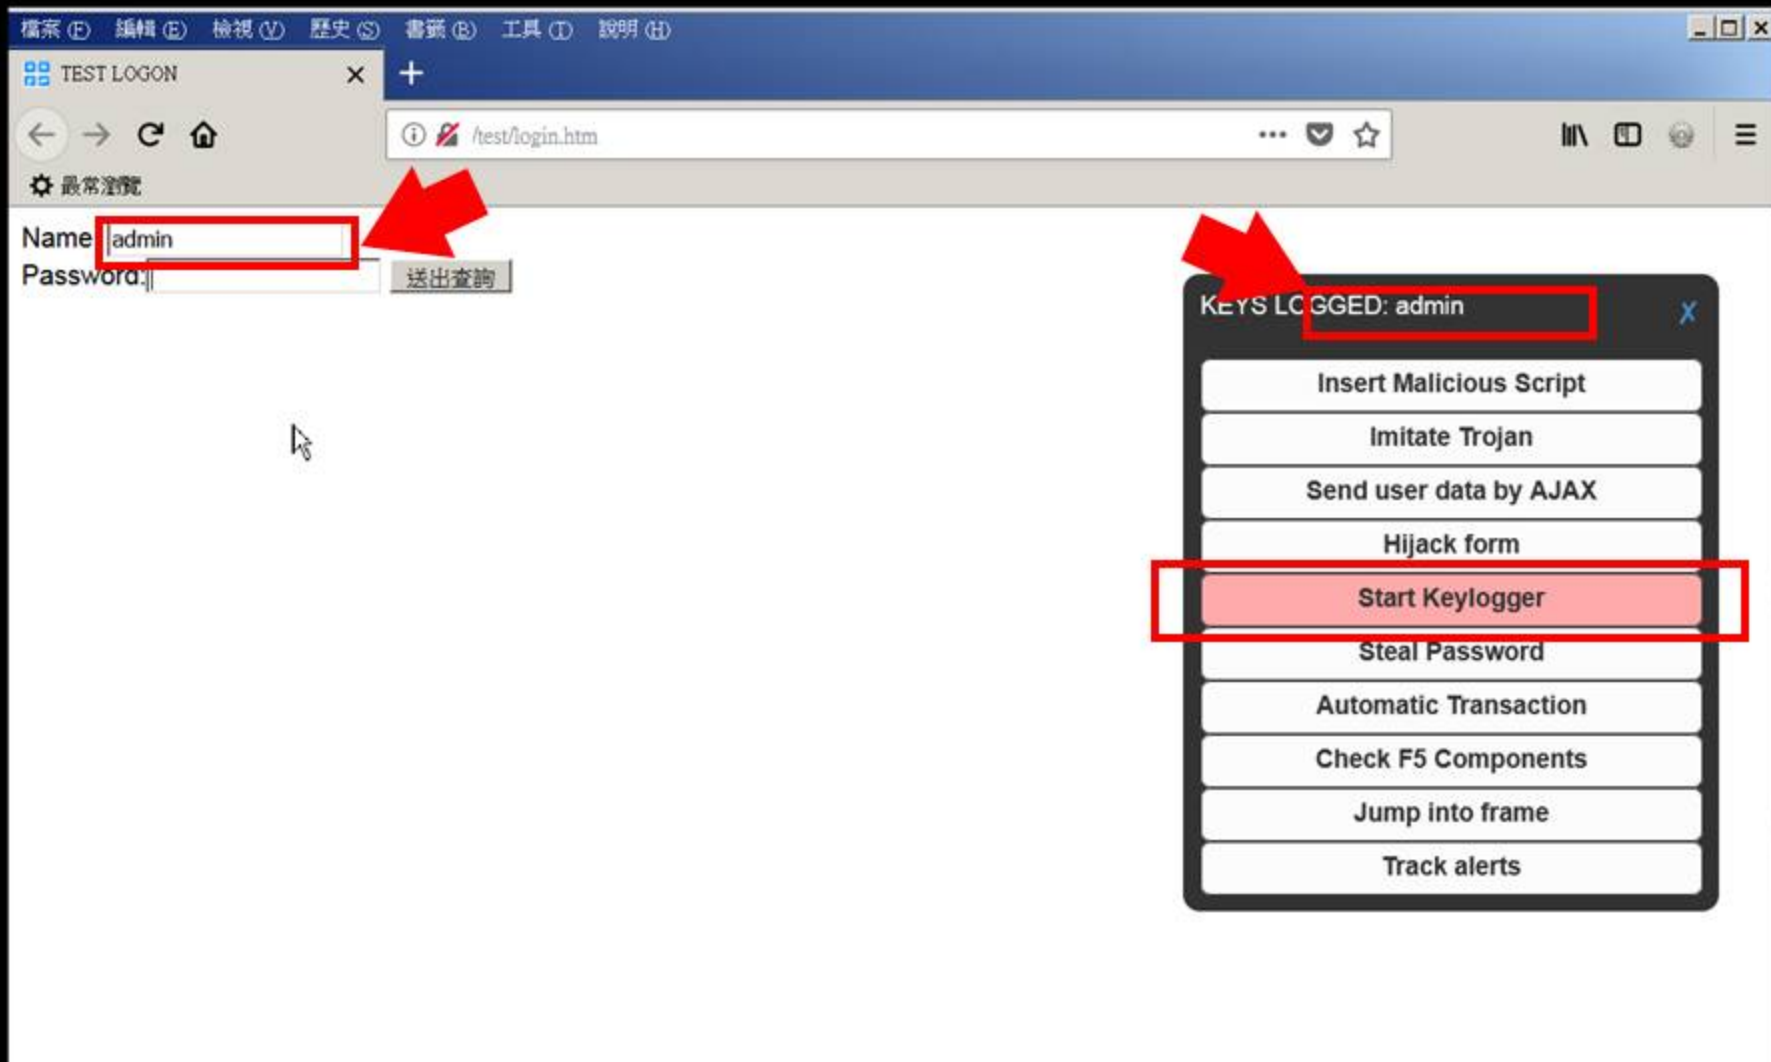 檔案(F) 編輯(E) 檢視(V) 歷史(S) 書籤(B) 工具(T) 說明(H)
TEST LOGON
/test/login.htm
最常瀏覽
Name admin
Password: 送出查詢
KEYS LOGGED: admin X
Insert Malicious Script
Imitate Trojan
Send user data by AJAX
Hijack form
Start Keylogger
Steal Password
Automatic Transaction
Check F5 Components
Jump into frame
Track alerts